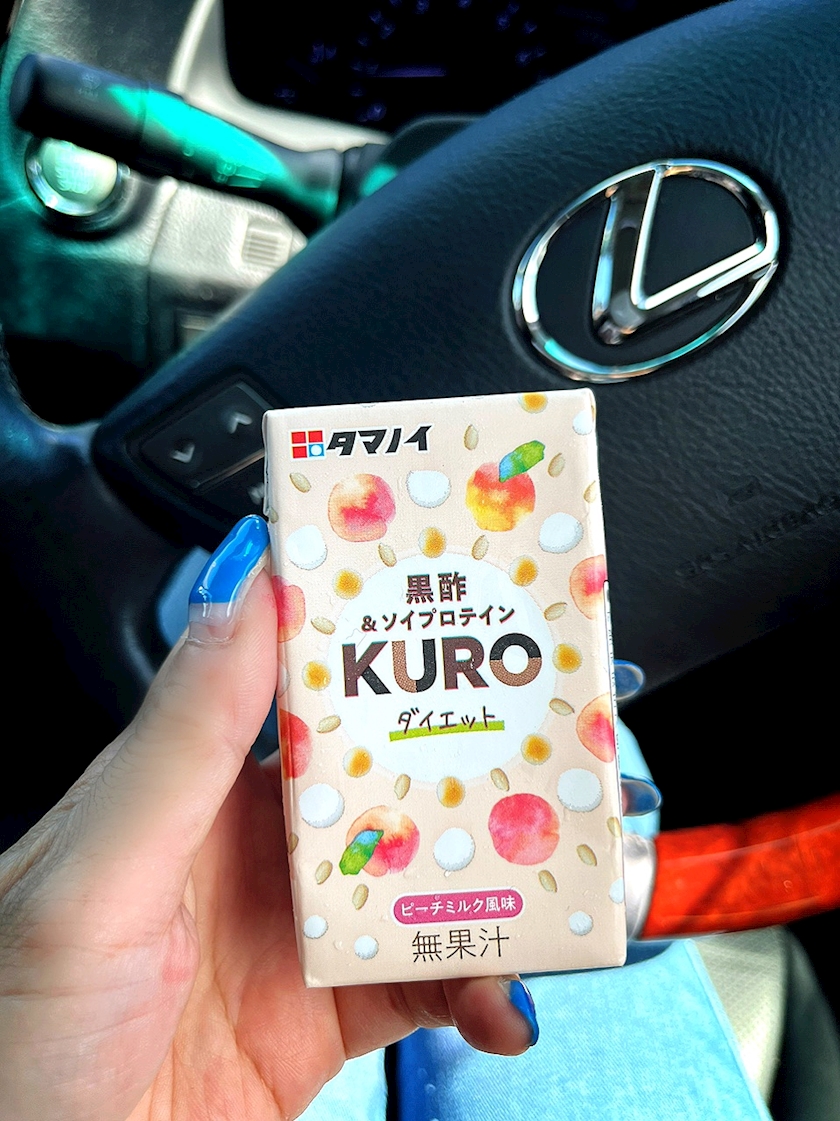 タマノイ
黒酢
&ソイプロテイン
KURO
ダイエット
ピーチミルク風味
無果汁